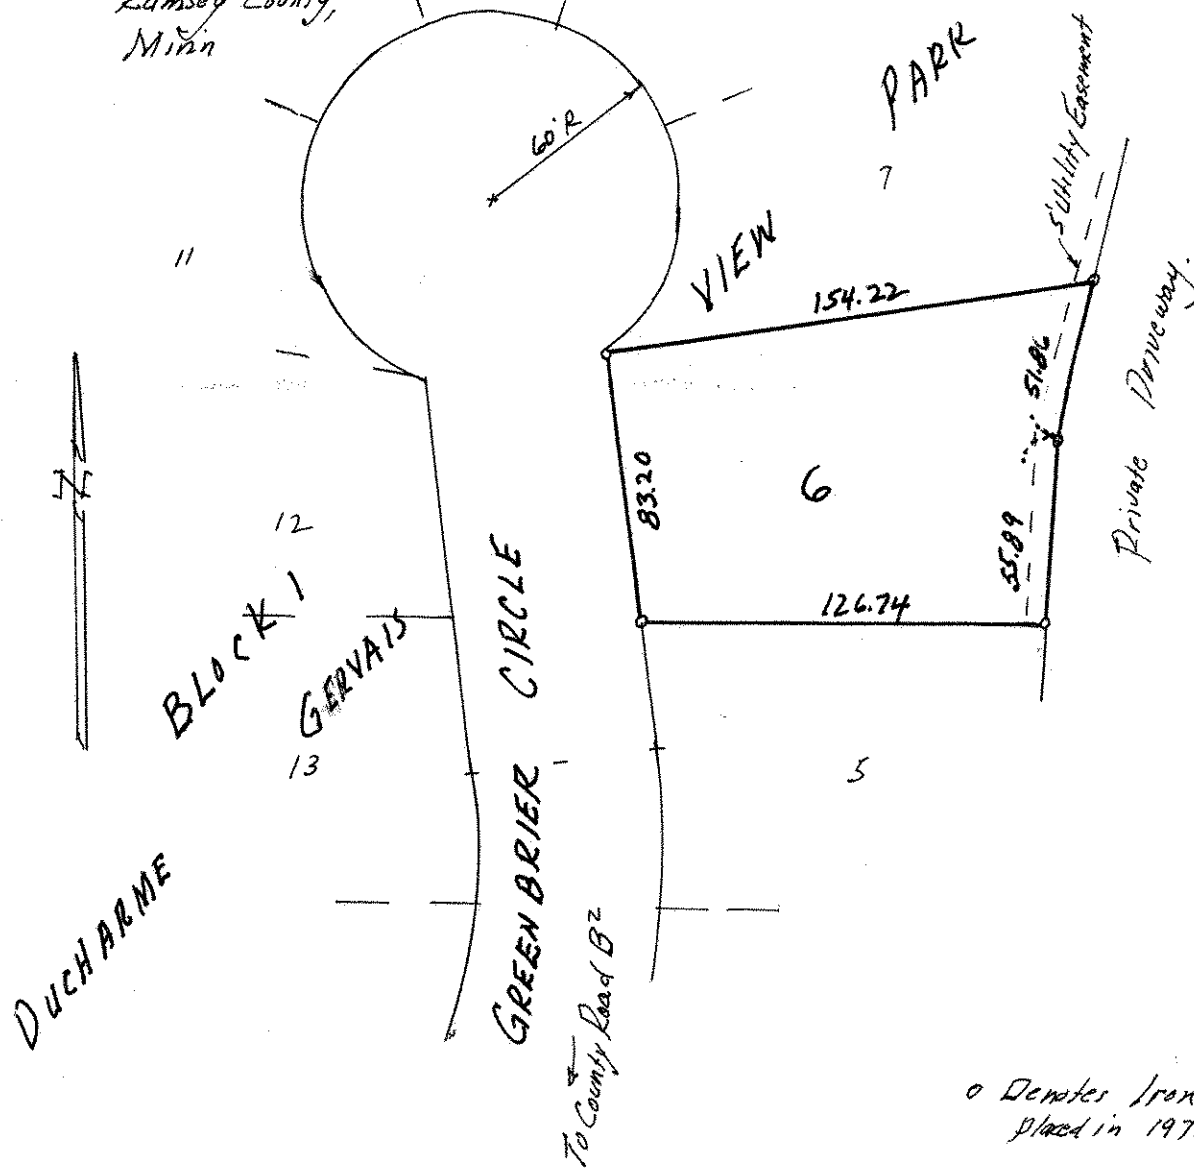 Ramsey County,
Minn
60' R
PARK
7
5' Utility Easement
11
VIEW
154.22
51.86
Private Driveway.
83.20
6
12
55.89
126.74
BLOCK 1
GERVAIS
GREEN BRIER CIRCLE
13
5
DUCHARME
To County Road B2
o Denotes Iron
placed in 197
N